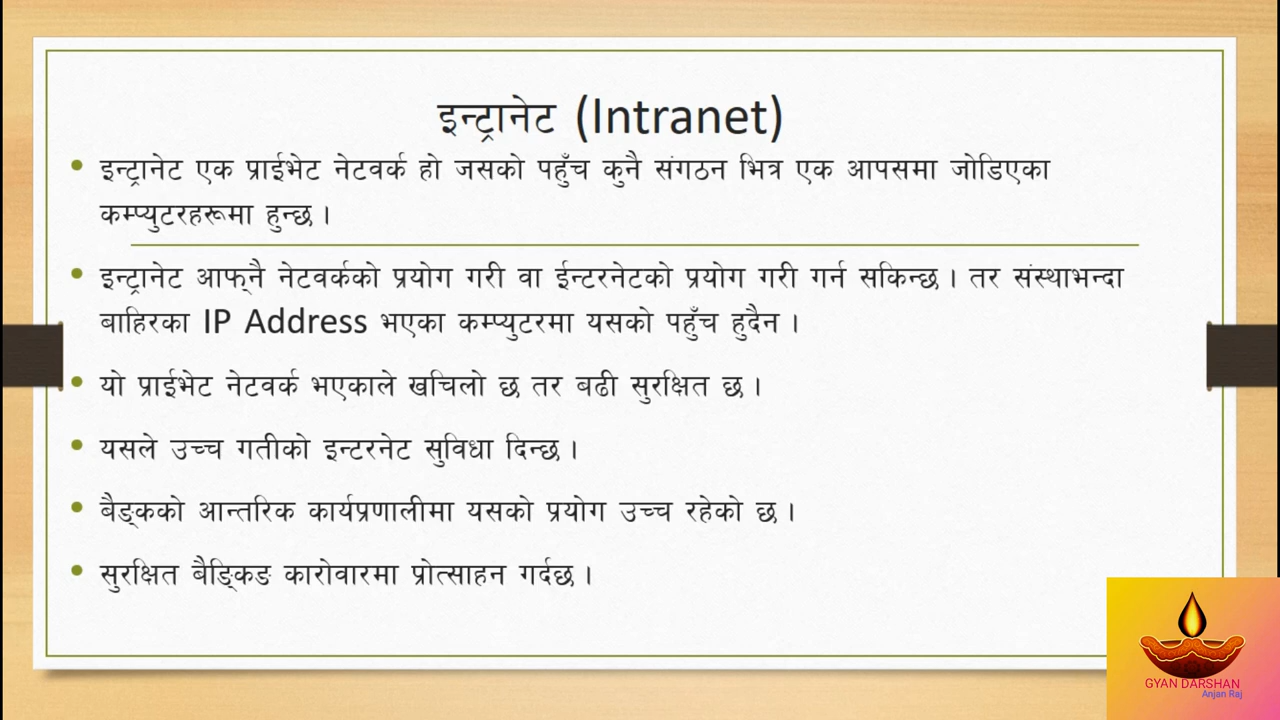 इन्ट्रानेट (Intranet)
• इन्ट्रानेट एक प्राईभेट नेटवर्क हो जसको पहुँच कुनै संगठन भित्र एक आपसमा जोडिएका
कम्प्युटरहरूमा हुन्छ ।
• इन्ट्रानेट आफ्‌नै नेटवर्कको प्रयोग गरी वा ईन्टरनेटको प्रयोग गरी गर्न सकिन्छ । तर संस्थाभन्दा
बाहिरका IP Address भएका कम्प्युटरमा यसको पहुँच हुदैन ।
• यो प्राईभेट नेटवर्क भएकाले खचिलो छ तर बढी सुरक्षित छ ।
• यसले उच्च गतीको इन्टरनेट सुविधा दिन्छ ।
• बैङ्कको आन्तरिक कार्यप्रणालीमा यसको प्रयोग उच्च रहेको छ ।
• सुरक्षित बैङ्किङ कारोवारमा प्रोत्साहन गर्दछ ।
GYAN DARSHAN
Anjan Raj